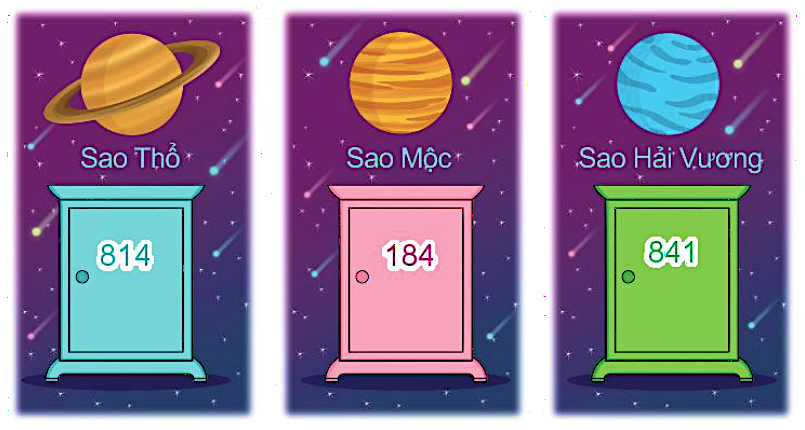 Sao Thổ
814
Sao Mộc
184
Sao Hải Vương
841